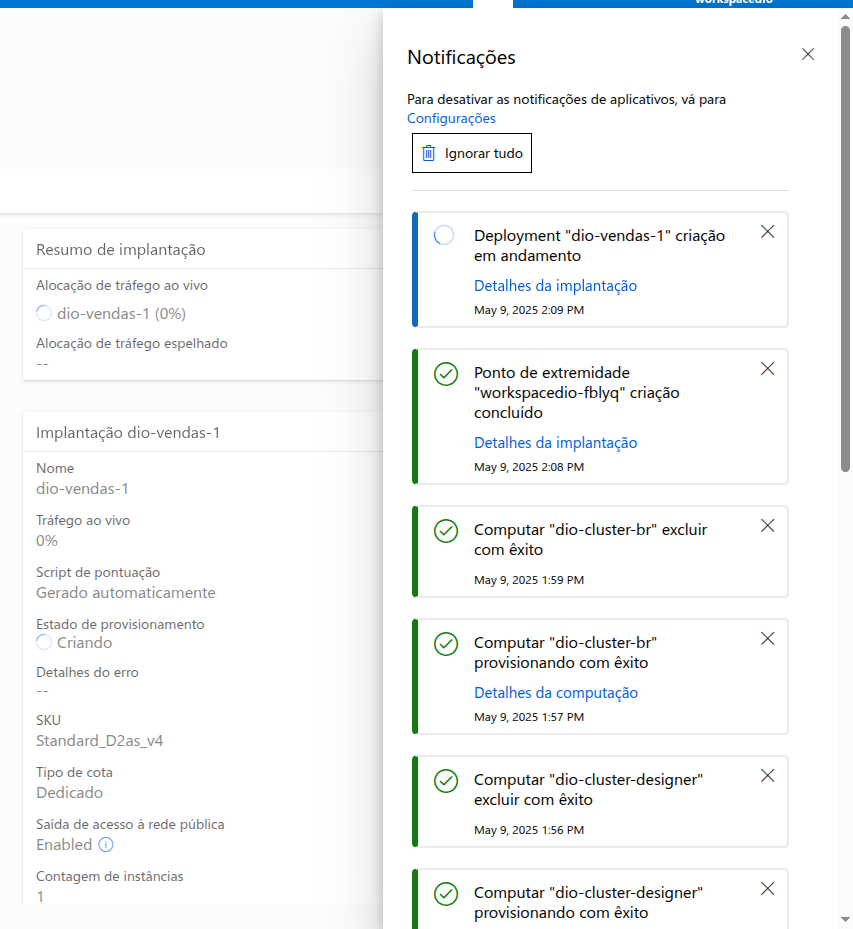 workspacedio
Resumo de implantação
Alocação de tráfego ao vivo
dio-vendas-1 (0%)
Alocação de tráfego espelhado
--
Implantação dio-vendas-1
Nome
dio-vendas-1
Tráfego ao vivo
0%
Script de pontuação
Gerado automaticamente
Estado de provisionamento
Criando
Detalhes do erro
--
SKU
Standard_D2as_v4
Tipo de cota
Dedicado
Saída de acesso à rede pública
Enabled
Contagem de instâncias
1
Notificações
Para desativar as notificações de aplicativos, vá para
Configurações
Ignorar tudo
Deployment "dio-vendas-1" criação
em andamento
Detalhes da implantação
May 9, 2025 2:09 PM
Ponto de extremidade
"workspacedio-fblyq" criação
concluído
Detalhes da implantação
May 9, 2025 2:08 PM
Computar "dio-cluster-br" excluir
com êxito
May 9, 2025 1:59 PM
Computar "dio-cluster-br"
provisionando com êxito
Detalhes da computação
May 9, 2025 1:57 PM
Computar "dio-cluster-designer"
excluir com êxito
May 9, 2025 1:56 PM
Computar "dio-cluster-designer"
provisionando com êxito